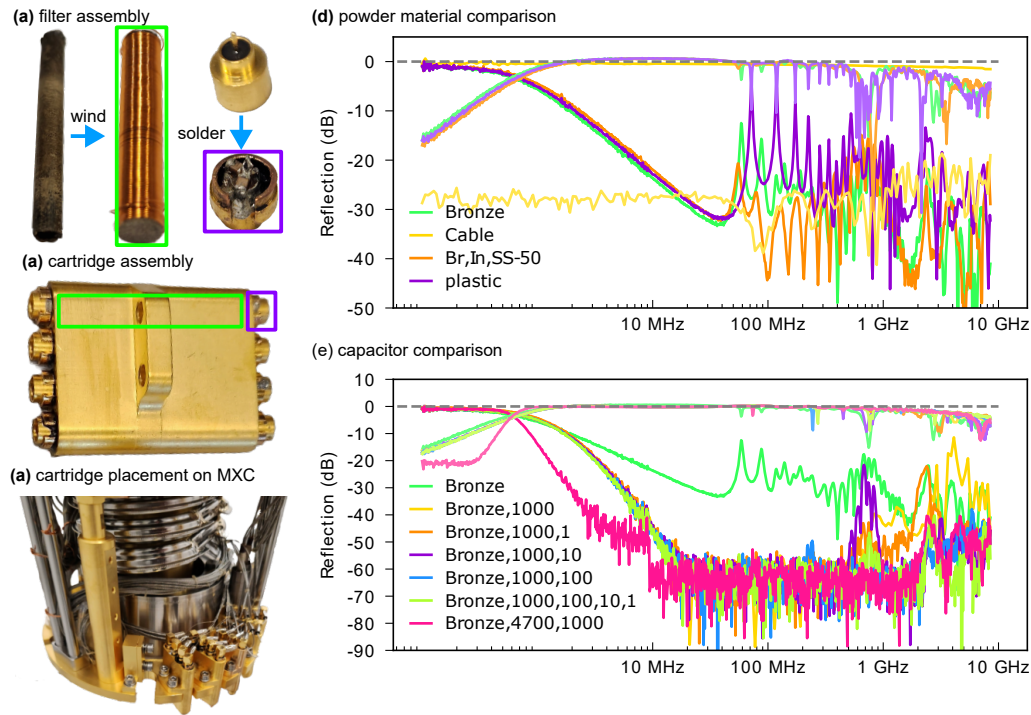 (a) filter assembly
wind
solder
(a) cartridge assembly
(a) cartridge placement on MXC
(d) powder material comparison
Reflection (dB)
0
-10
-20
-30
-40
-50
Bronze
Cable
Br,In,SS-50
plastic
10 MHz 100 MHz 1 GHz 10 GHz
(e) capacitor comparison
Reflection (dB)
10
0
-10
-20
-30
-40
-50
-60
-70
-80
-90
Bronze
Bronze,1000
Bronze,1000,1
Bronze,1000,10
Bronze,1000,100
Bronze,1000,100,10,1
Bronze,4700,1000
10 MHz 100 MHz 1 GHz 10 GHz